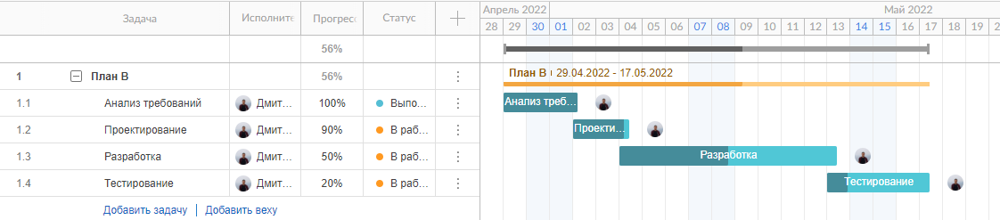 Апрель 2022 Май 2022
Задача Исполните Прогресс Статус
28 29 30 01 02 03 04 05 06 07 08 09 10 11 12 13 14 15 16 17 18 19 2
56%
1 План В 56% План В 29.04.2022 - 17.05.2022
1.1 Анализ требований Дмит... 100% Выпо... Анализ треб...
1.2 Проектирование Дмит... 90% В раб... Проекти...
1.3 Разработка Дмит... 50% В раб... Разработка
1.4 Тестирование Дмит... 20% В раб... Тестирование
Добавить задачу | Добавить веху